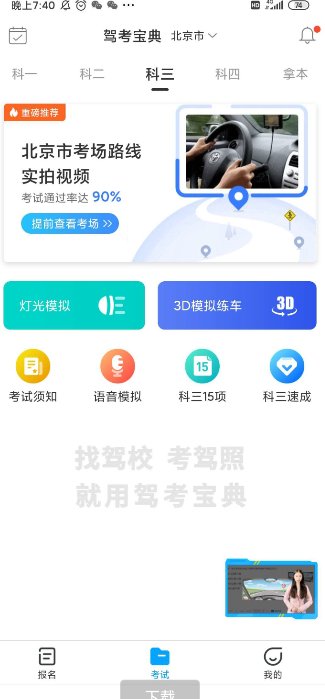 晚上7:40
HD 4G 74
驾考宝典 北京市
科一 科二 科三 科四 拿本
重磅推荐
北京市考场路线
实拍视频
考试通过率达 90%
提前查看考场 >>
灯光模拟
3D模拟练车 3D
考试须知 语音模拟 15 科三15项 科三速成
找驾校 考驾照
就用驾考宝典
报名 考试 我的
下载